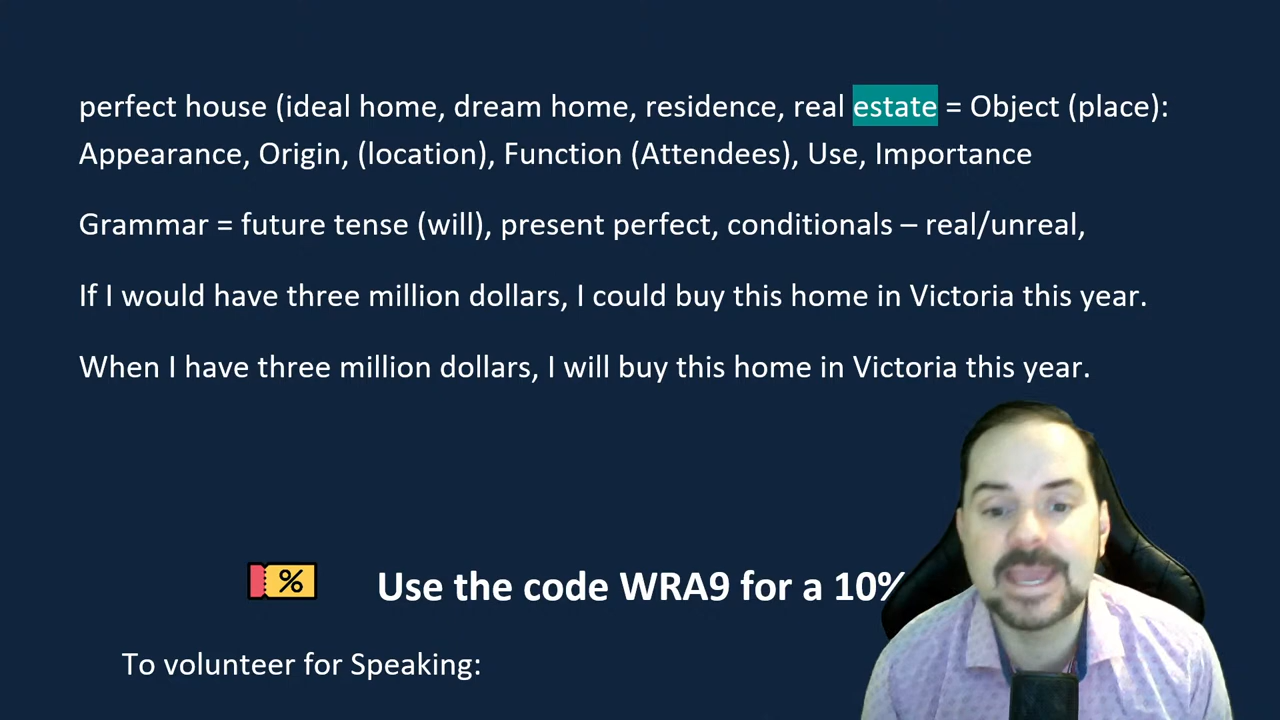 perfect house (ideal home, dream home, residence, real estate = Object (place):
Appearance, Origin, (location), Function (Attendees), Use, Importance
Grammar = future tense (will), present perfect, conditionals – real/unreal,
If I would have three million dollars, I could buy this home in Victoria this year.
When I have three million dollars, I will buy this home in Victoria this year.
%
Use the code WRA9 for a 10%
To volunteer for Speaking: